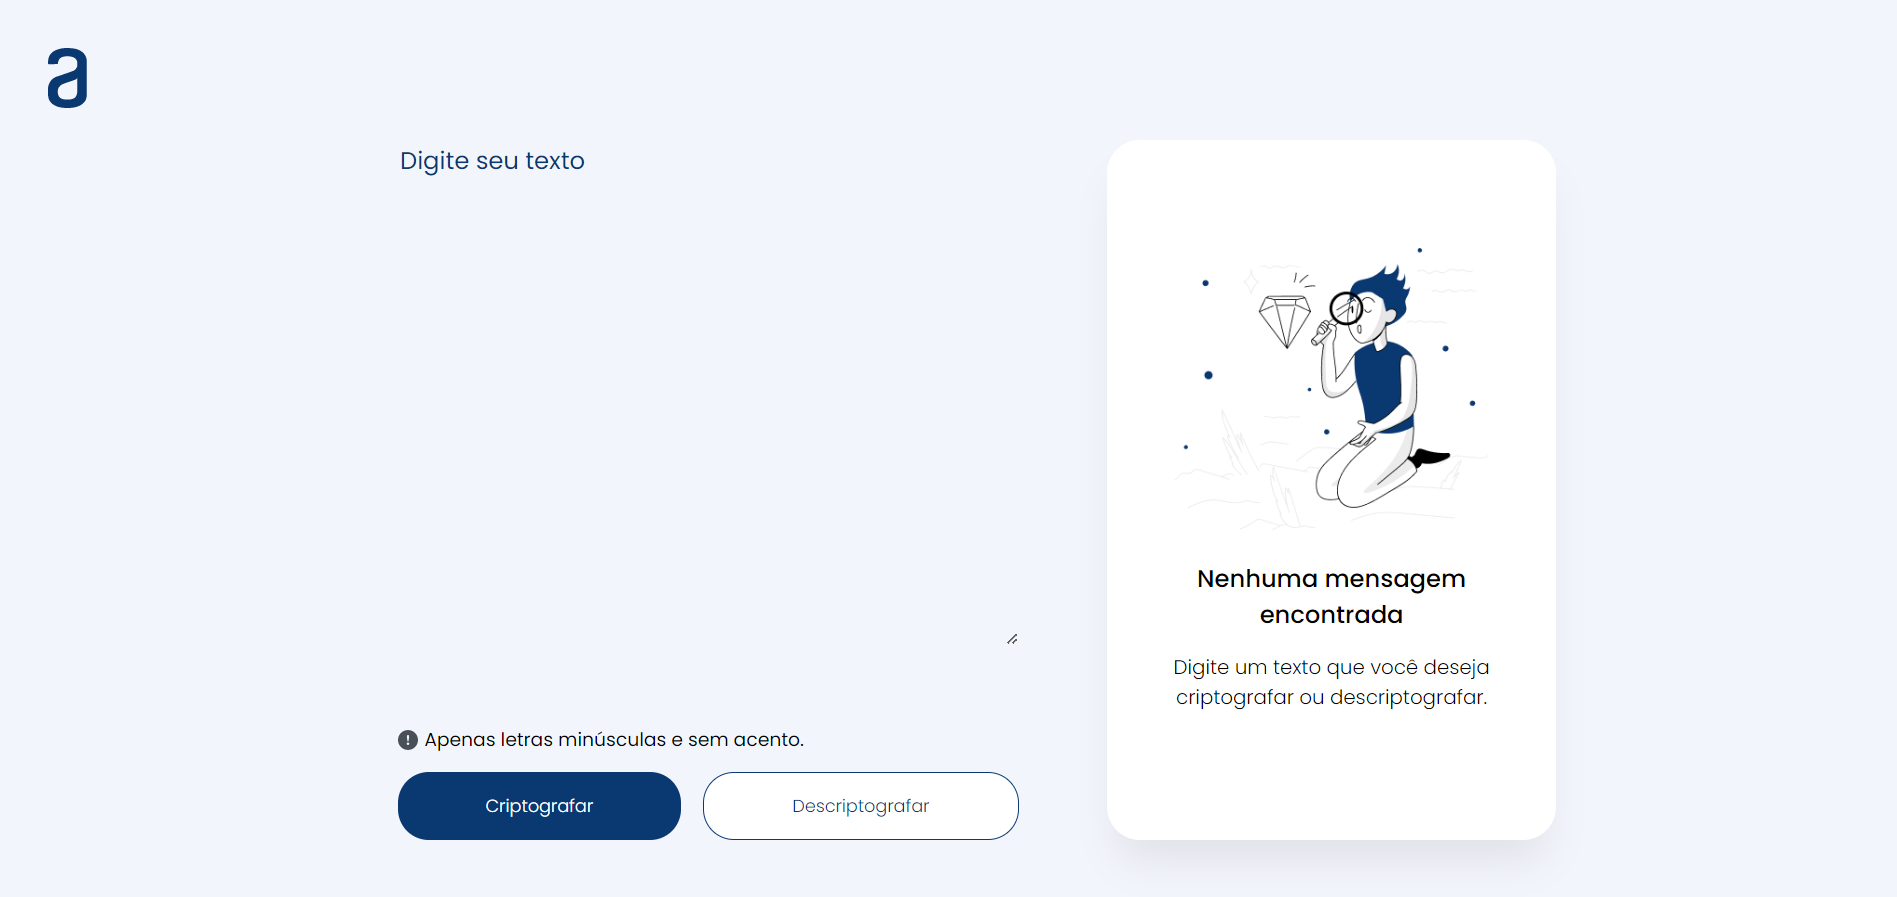 a
Digite seu texto
Nenhuma mensagem
encontrada
Digite um texto que você deseja
criptografar ou descriptografar.
! Apenas letras minúsculas e sem acento.
Criptografar
Descriptografar